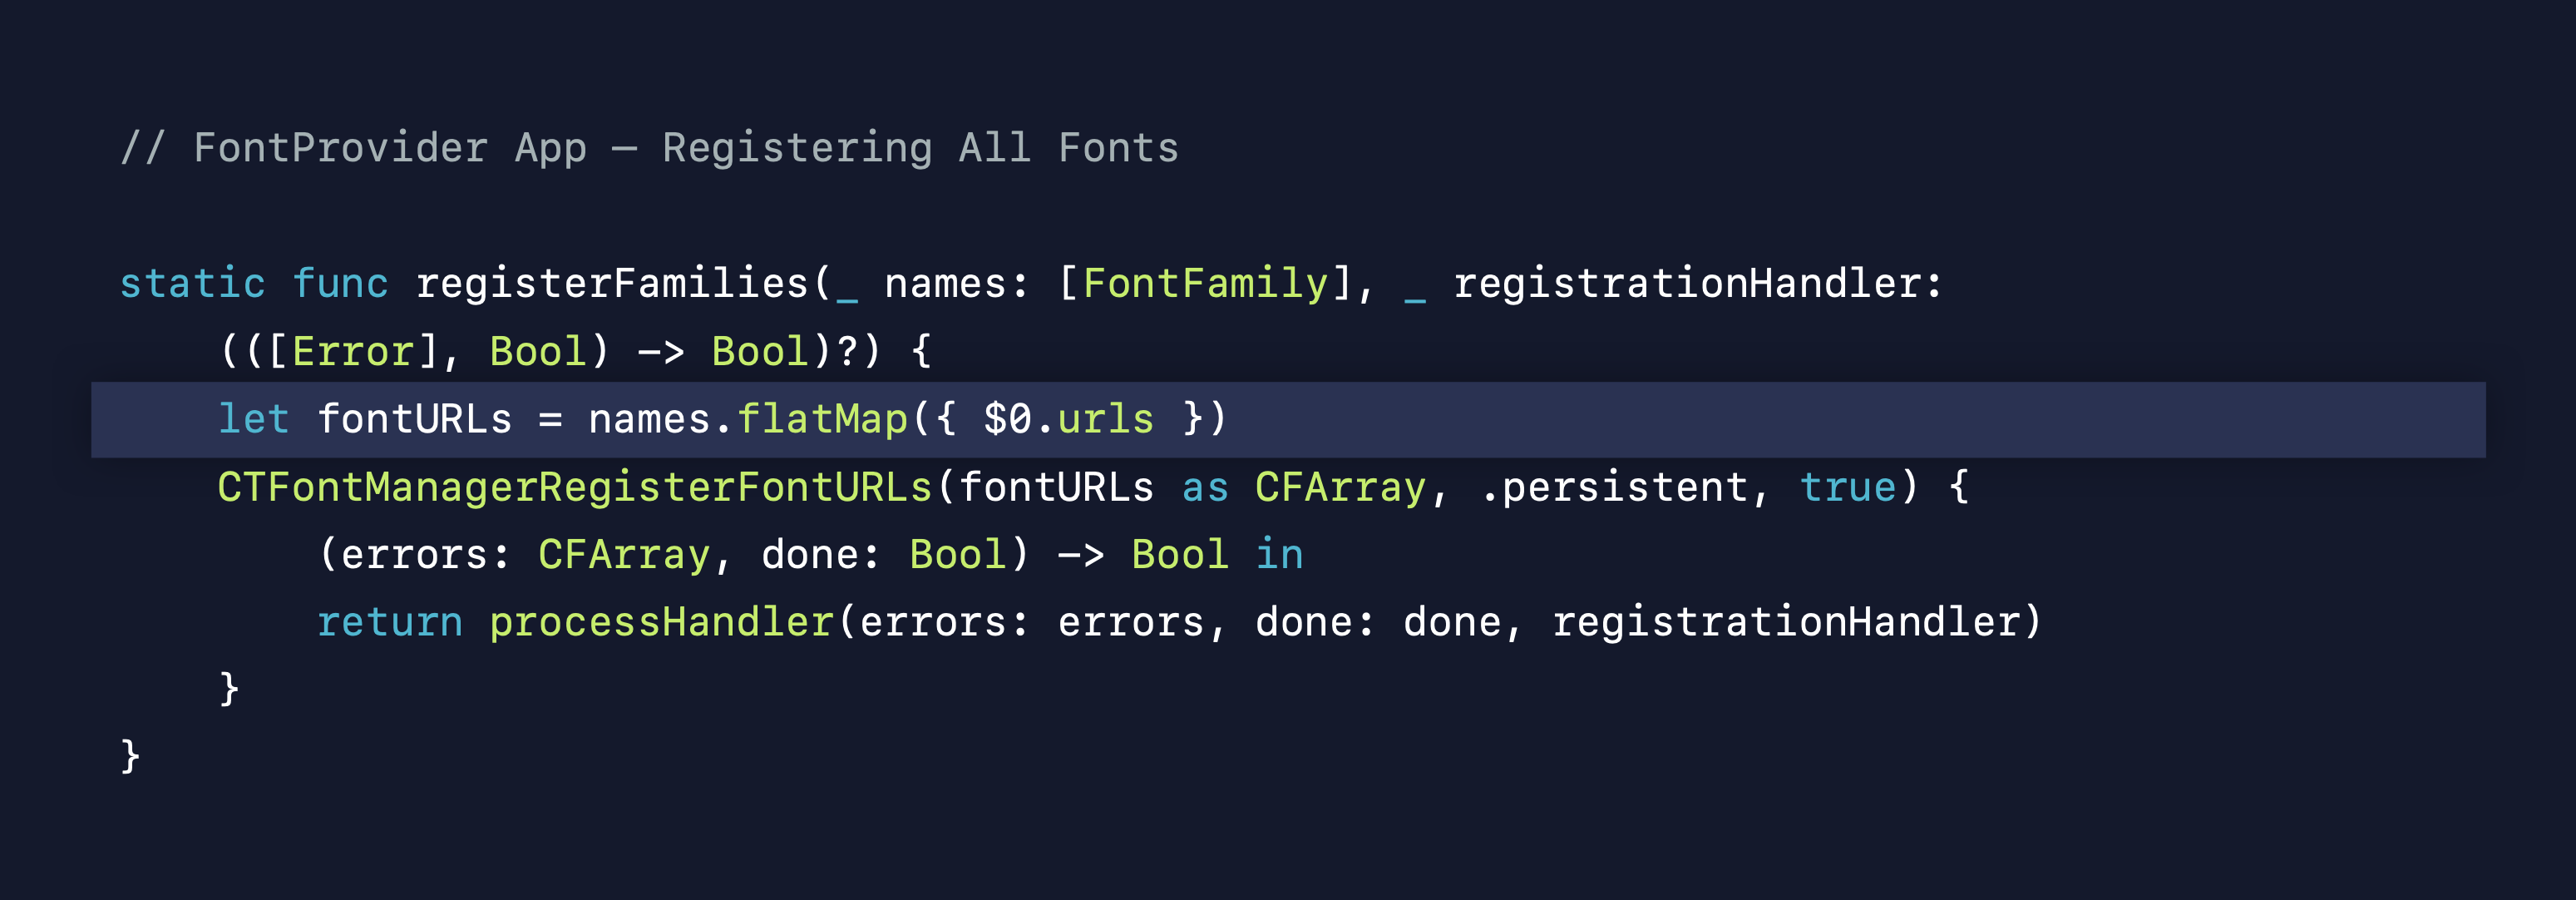 // FontProvider App — Registering All Fonts
static func registerFamilies(_ names: [FontFamily], _ registrationHandler:
(([Error], Bool) —> Bool)?) {
let fontURLs = names.flatMap({ $0.urls })
CTFontManagerRegisterFontURLs(fontURLs as CFArray, .persistent, true) {
(errors: CFArray, done: Bool) —> Bool in
return processHandler(errors: errors, done: done, registrationHandler)
}
}